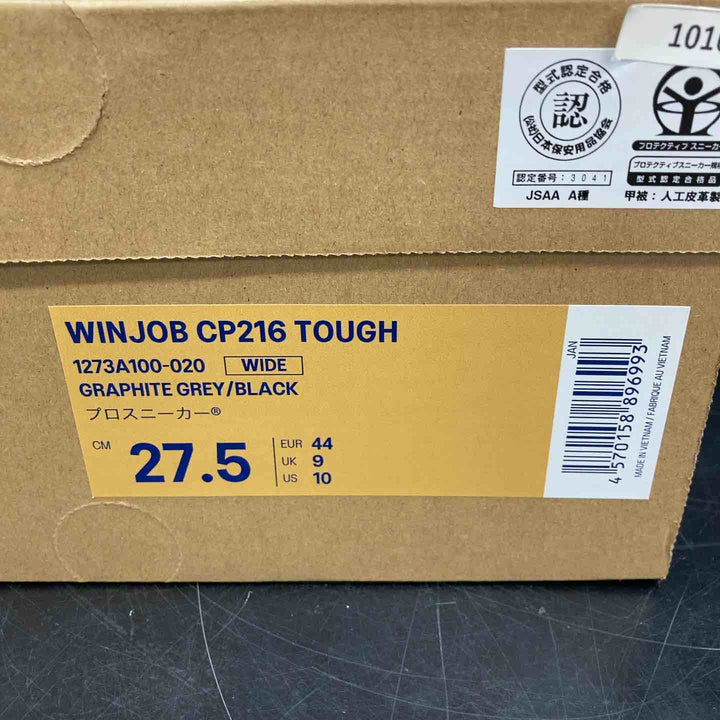 101
型式認定合格
認
(公社)日本保安用品協会
認定番号：3041
JSAA A種
プロテクティブスニーカー
プロテクティブスニーカー規格
型式認定合格品
甲被：人工皮革製
WINJOB CP216 TOUGH
1273A100-020 WIDE
GRAPHITE GREY/BLACK
プロスニーカー®
CM 27.5
EUR 44
UK 9
US 10
JAN
4 570158 896993
MADE IN VIETNAM / FABRIQUE AU VIETNAM